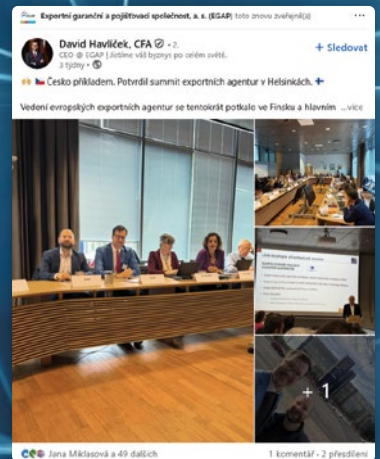 Exportní garanční a pojišťovací společnost, a. s. (EGAP) toto znovu zveřejnil(a)
David Havlíček, CFA • 2.
CEO @ EGAP | Jistíme váš byznys po celém světě.
3 týdny •
+ Sledovat
Česko příkladem. Potvrdil summit exportních agentur v Helsinkách.
Vedení evropských exportních agentur se tentokrát potkalo ve Finsku a hlavním ...více
+ 1
Jana Miklasová a 49 dalších
1 komentář • 2 přesdílení